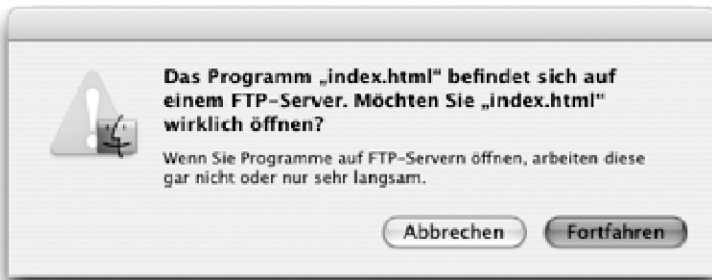 Das Programm „index.html“ befindet sich auf
einem FTP-Server. Möchten Sie „index.html“
wirklich öffnen?
Wenn Sie Programme auf FTP-Servern öffnen, arbeiten diese
gar nicht oder nur sehr langsam.
Abbrechen
Fortfahren